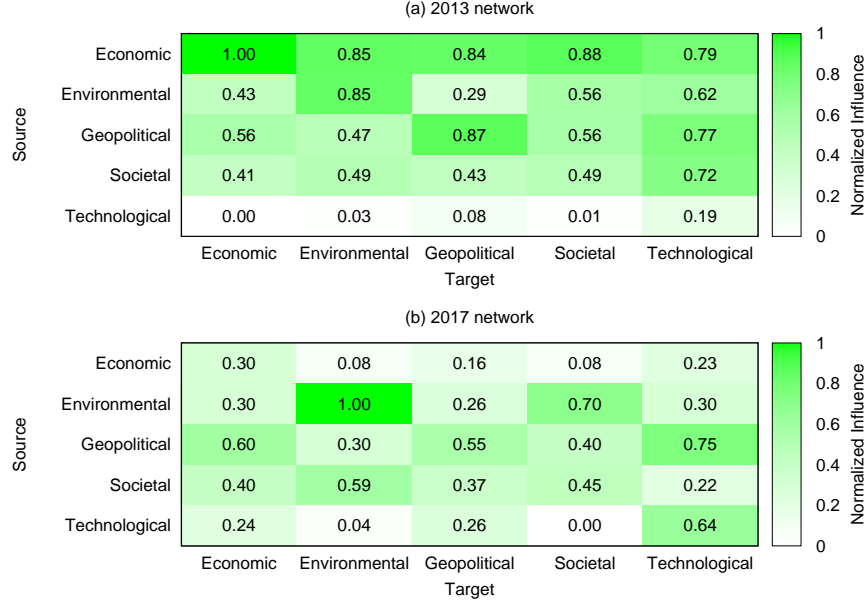 (a) 2013 network
Economic 1.00 0.85 0.84 0.88 0.79
Environmental 0.43 0.85 0.29 0.56 0.62
Geopolitical 0.56 0.47 0.87 0.56 0.77
Societal 0.41 0.49 0.43 0.49 0.72
Technological 0.00 0.03 0.08 0.01 0.19
Economic Environmental Geopolitical Societal Technological
Target
Source
1
0.8
0.6
0.4
0.2
0
Normalized Influence
(b) 2017 network
Economic 0.30 0.08 0.16 0.08 0.23
Environmental 0.30 1.00 0.26 0.70 0.30
Geopolitical 0.60 0.30 0.55 0.40 0.75
Societal 0.40 0.59 0.37 0.45 0.22
Technological 0.24 0.04 0.26 0.00 0.64
Economic Environmental Geopolitical Societal Technological
Target
Source
1
0.8
0.6
0.4
0.2
0
Normalized Influence